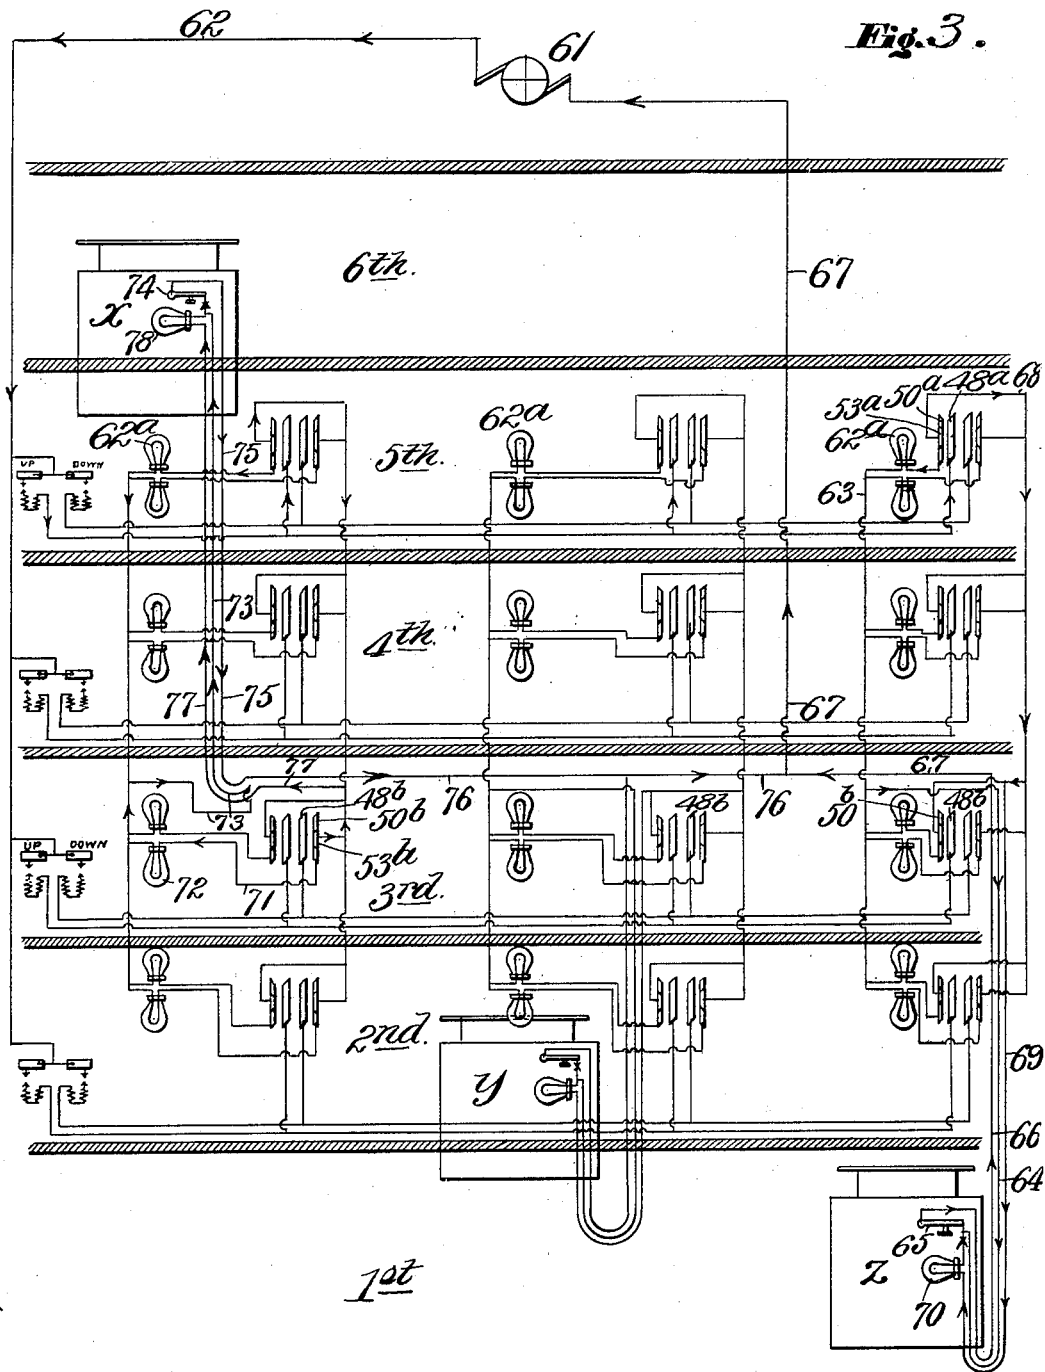 62
61
Fig. 3.
6th.
67
74
X
78
50a 48a 68
53a
62a
62a
62a
75
5th.
UP DOWN
63
73
4th.
77
75
67
77
67
73
76
76
48b
48b
b
50
48b
50b
UP DOWN
53b
72
71
3rd.
2nd.
69
Y
66
64
65
Z
1st
70